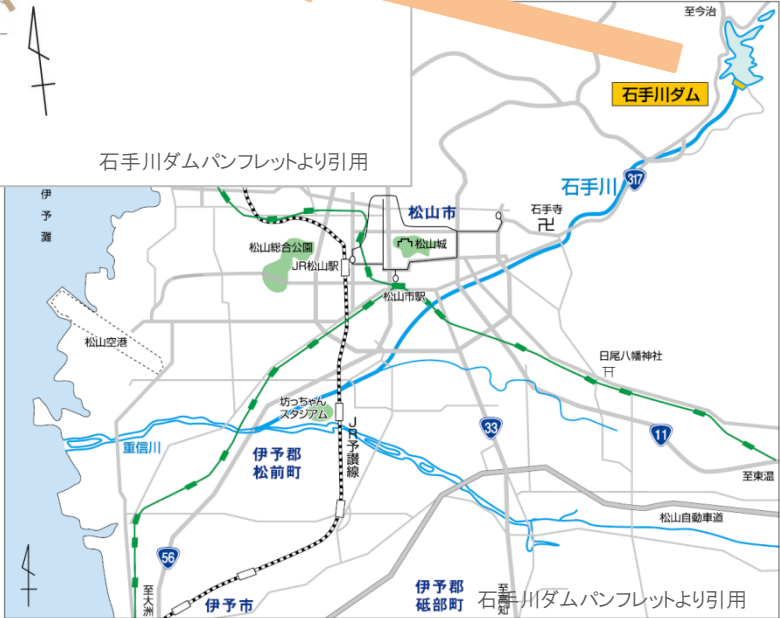 至今治
石手川ダム
石手川ダムパンフレットより引用
317
石手川
伊予灘
松山市
石手寺
松山総合公園
松山城
JR松山駅
松山市駅
松山空港
日尾八幡神社
坊っちゃん
スタジアム
33
11
重信川
JR予讃線
伊予郡
松前町
至東温
松山自動車道
56
至大洲
伊予市
伊予郡
砥部町
至高知
石手川ダムパンフレットより引用